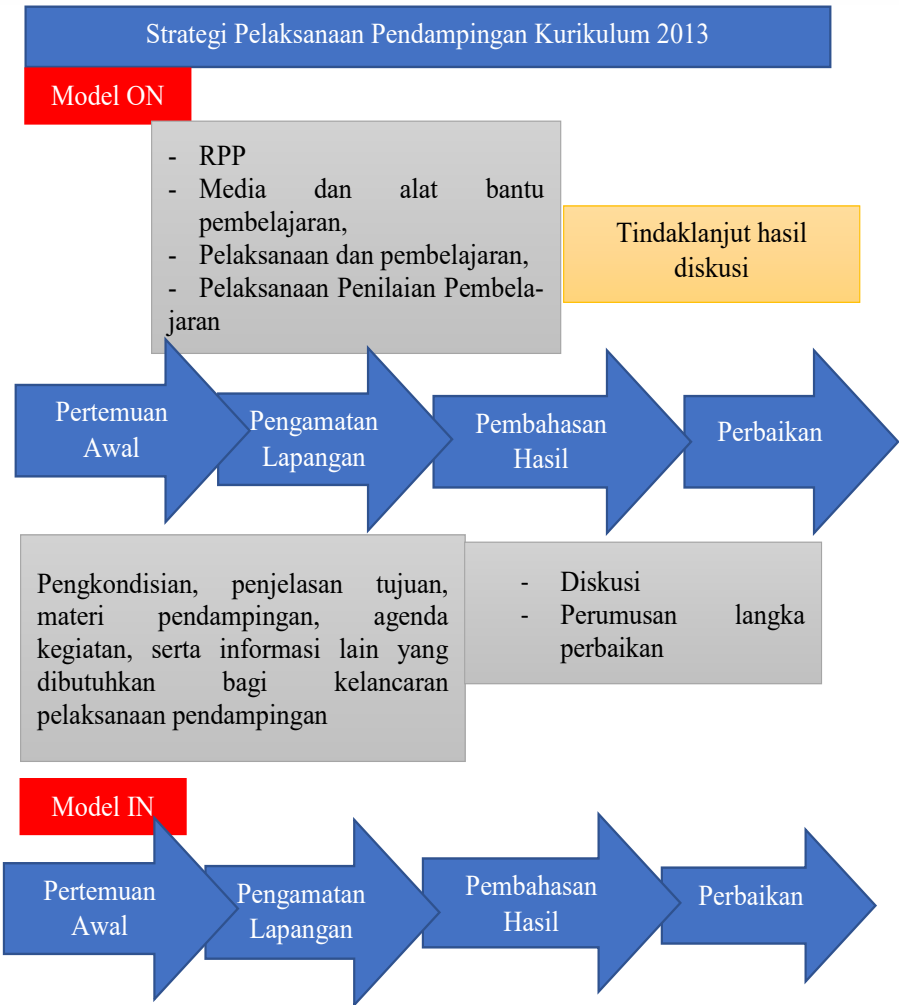 Strategi Pelaksanaan Pendampingan Kurikulum 2013
Model ON
- RPP
- Media dan alat bantu
pembelajaran,
- Pelaksanaan dan pembelajaran,
- Pelaksanaan Penilaian Pembela-
jaran
Tindaklanjut hasil
diskusi
Pertemuan
Awal
Pengamatan
Lapangan
Pembahasan
Hasil
Perbaikan
Pengkondisian, penjelasan tujuan,
materi pendampingan, agenda
kegiatan, serta informasi lain yang
dibutuhkan bagi kelancaran
pelaksanaan pendampingan
- Diskusi
- Perumusan langka
perbaikan
Model IN
Pertemuan
Awal
Pengamatan
Lapangan
Pembahasan
Hasil
Perbaikan